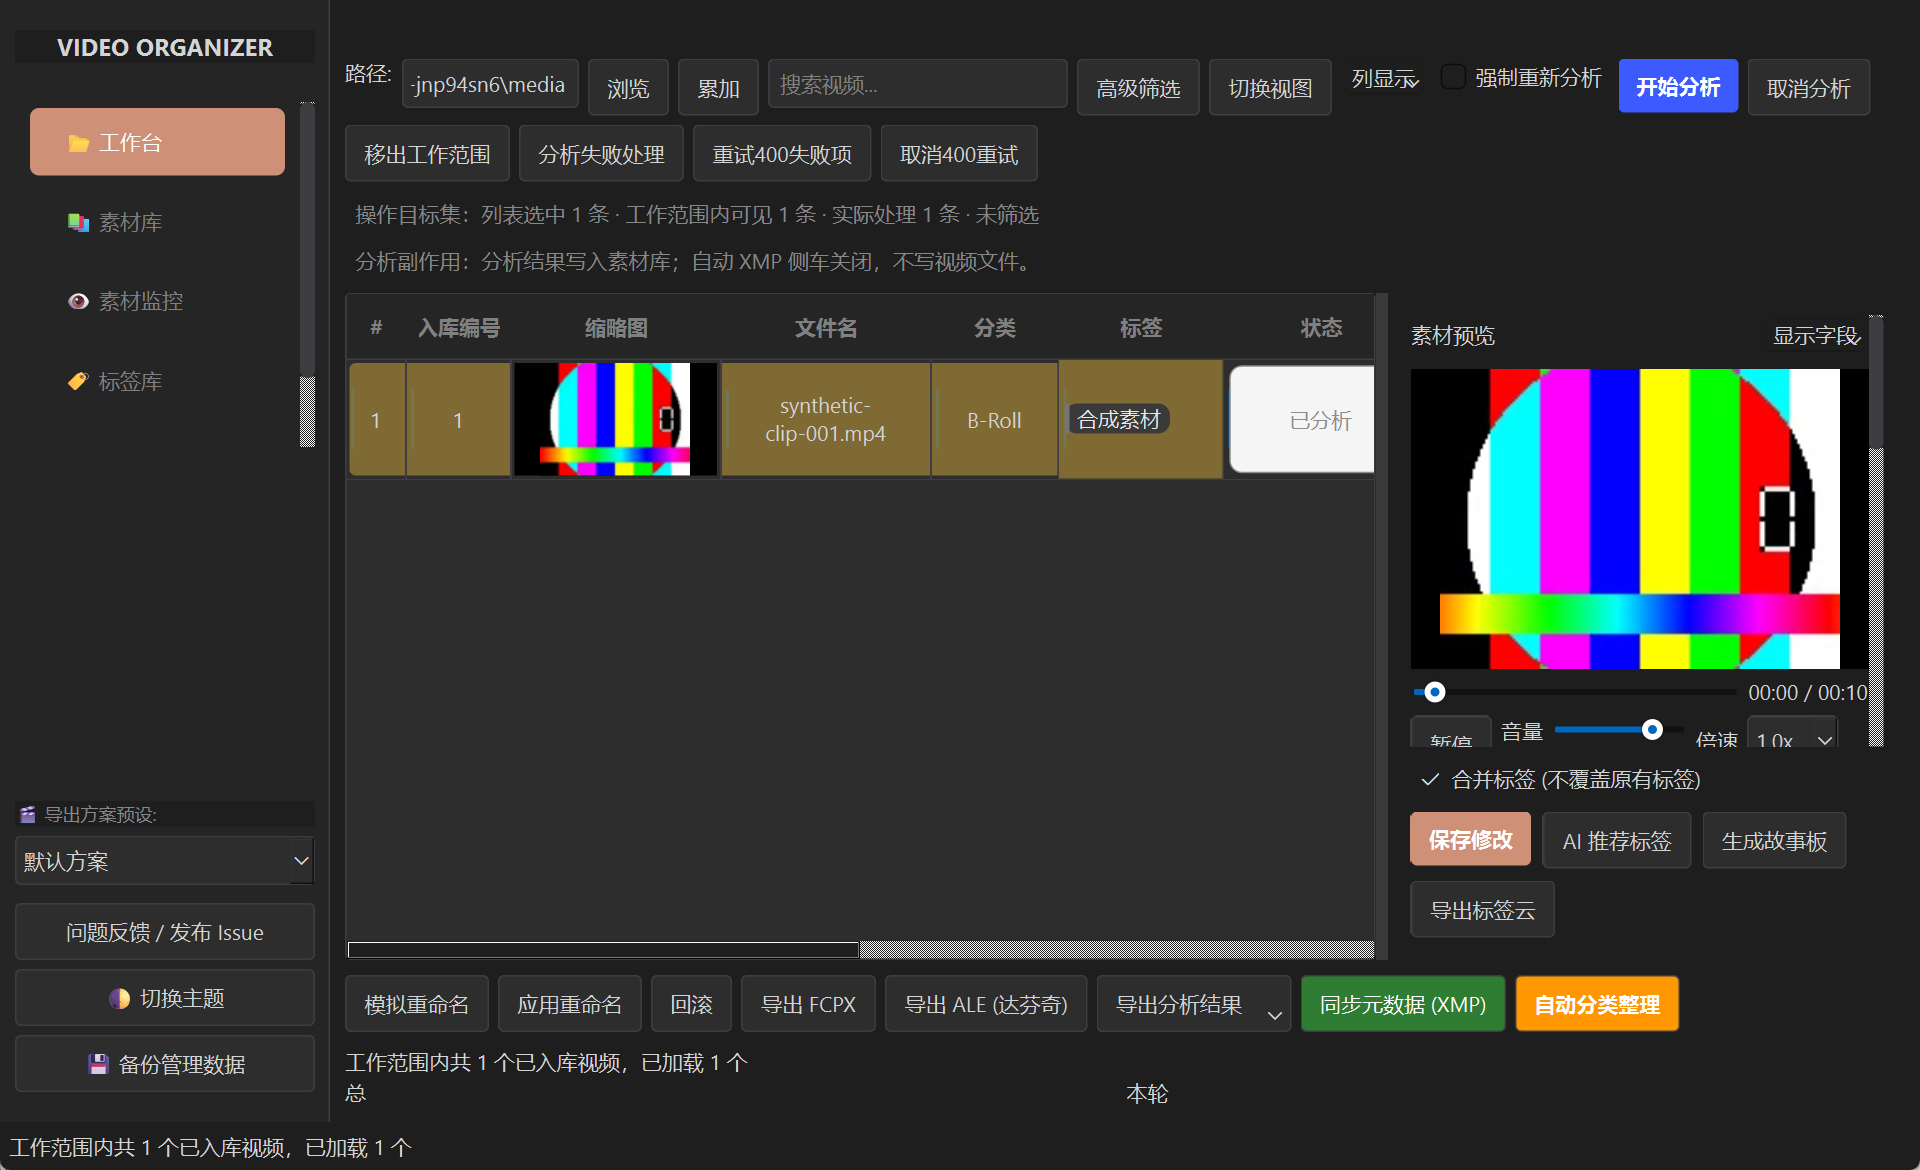 VIDEO ORGANIZER
工作台
素材库
素材监控
标签库
导出方案预设:
默认方案
问题反馈 / 发布 Issue
切换主题
备份管理数据
路径: -jnp94sn6\media 浏览 累加 搜索视频... 高级筛选 切换视图 列显示 强制重新分析 开始分析 取消分析
移出工作范围 分析失败处理 重试400失败项 取消400重试
操作目标集：列表选中 1 条 · 工作范围内可见 1 条 · 实际处理 1 条 · 未筛选
分析副作用：分析结果写入素材库；自动 XMP 侧车关闭，不写视频文件。
# 入库编号 缩略图 文件名 分类 标签 状态
1 1 0 synthetic-
clip-001.mp4 B-Roll 合成素材 已分析
素材预览 显示字段
0
00:00 / 00:10
暂停 音量 倍速 1.0x
合并标签 (不覆盖原有标签)
保存修改 AI 推荐标签 生成故事板
导出标签云
模拟重命名 应用重命名 回滚 导出 FCPX 导出 ALE (达芬奇) 导出分析结果 同步元数据 (XMP) 自动分类整理
工作范围内共 1 个已入库视频，已加载 1 个
总 本轮
工作范围内共 1 个已入库视频，已加载 1 个